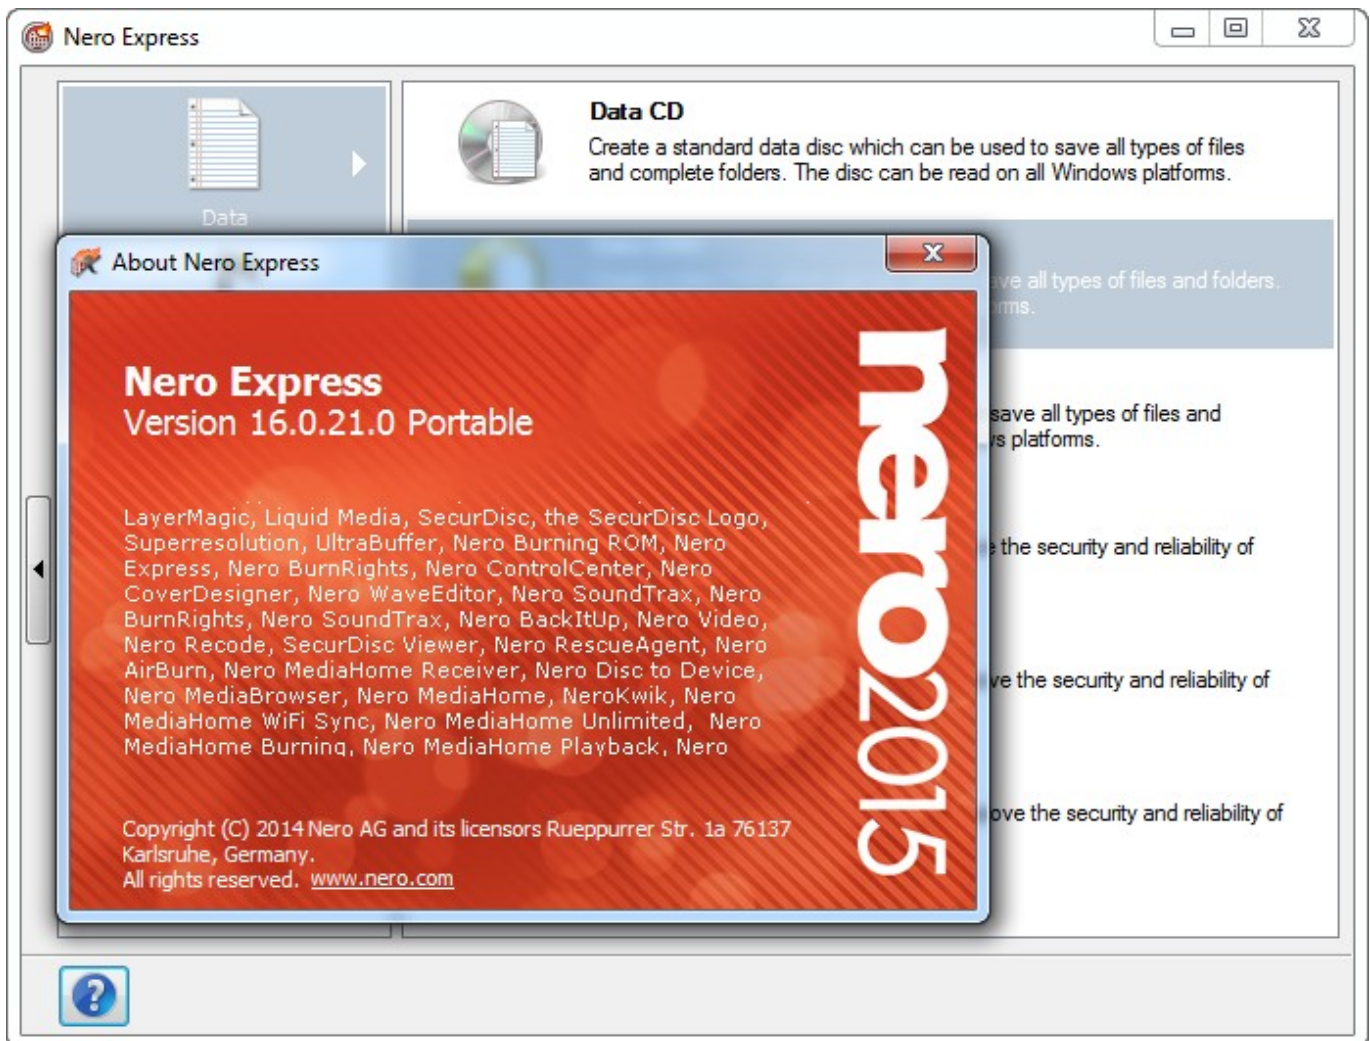 Nero Express
Data
Data CD
Create a standard data disc which can be used to save all types of files
and complete folders. The disc can be read on all Windows platforms.
ave all types of files and folders.
orms.
save all types of files and
s platforms.
the security and reliability of
ve the security and reliability of
ove the security and reliability of
About Nero Express
Nero Express
Version 16.0.21.0 Portable
LayerMagic, Liquid Media, SecurDisc, the SecurDisc Logo,
Superresolution, UltraBuffer, Nero Burning ROM, Nero
Express, Nero BurnRights, Nero ControlCenter, Nero
CoverDesigner, Nero WaveEditor, Nero SoundTrax, Nero
BurnRights, Nero SoundTrax, Nero BackItUp, Nero Video,
Nero Recode, SecurDisc Viewer, Nero RescueAgent, Nero
AirBurn, Nero MediaHome Receiver, Nero Disc to Device,
Nero MediaBrowser, Nero MediaHome, NeroKwik, Nero
MediaHome WiFi Sync, Nero MediaHome Unlimited,  Nero
MediaHome Burning, Nero MediaHome Playback, Nero
Copyright (C) 2014 Nero AG and its licensors Rueppurrer Str. 1a 76137
Karlsruhe, Germany.
All rights reserved. www.nero.com
nero2015